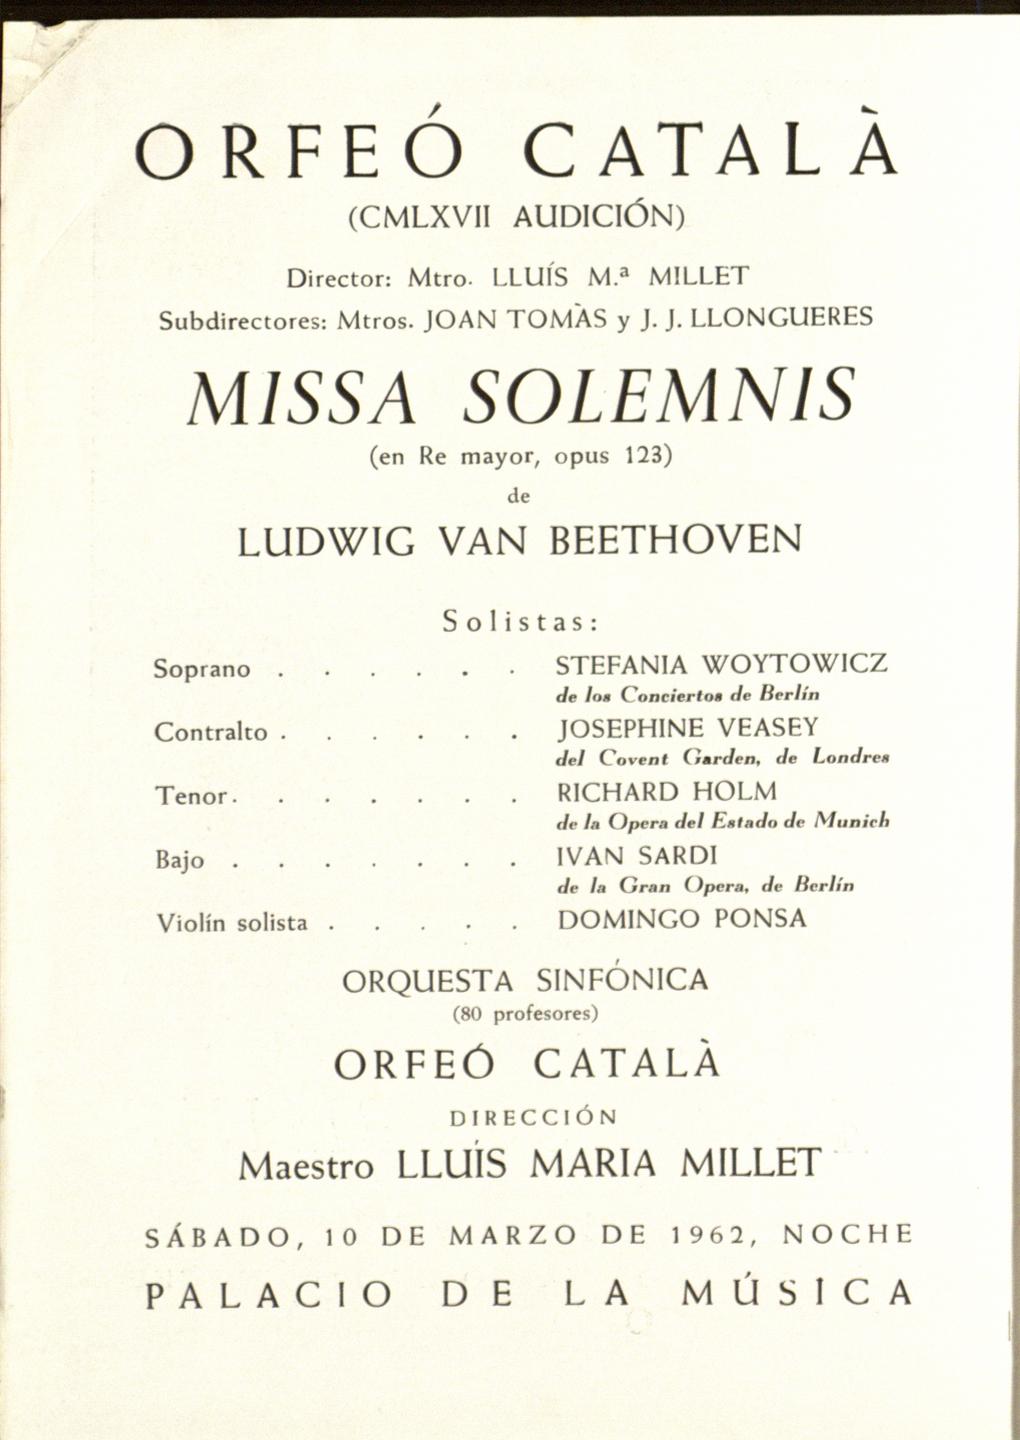 ORFEÓ CATALÀ
(CMLXVII AUDICIÓN)
Director: Mtro. LLUÍS M.ª MILLET
Subdirectores: Mtros. JOAN TOMÀS y J. J. LLONGUERES
MISSA SOLEMNIS
(en Re mayor, opus 123)
de
LUDWIG VAN BEETHOVEN
Solistas:
Soprano . . . . . . STEFANIA WOYTOWICZ
de los Conciertos de Berlín
Contralto . . . . . . JOSEPHINE VEASEY
del Covent Garden, de Londres
Tenor . . . . . . . RICHARD HOLM
de la Opera del Estado de Munich
Bajo . . . . . . . IVAN SARDI
de la Gran Opera, de Berlín
Violín solista . . . . . DOMINGO PONSA
ORQUESTA SINFÓNICA
(80 profesores)
ORFEÓ CATALÀ
DIRECCIÓN
Maestro LLUÍS MARIA MILLET
SÁBADO, 10 DE MARZO DE 1962, NOCHE
PALACIO DE LA MÚSICA